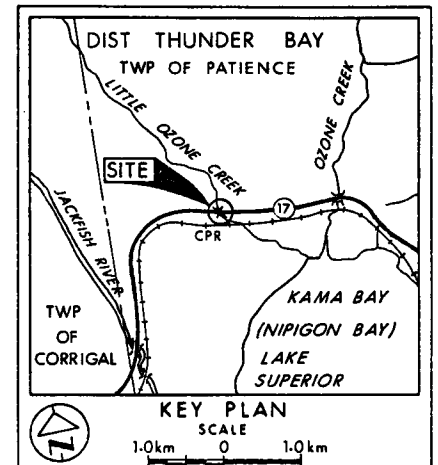 DIST THUNDER BAY
TWP OF PATIENCE
LITTLE OZONE CREEK
OZONE CREEK
SITE
JACKFISH RIVER
17
CPR
TWP
OF
CORRIGAL
KAMA BAY
(NIPIGON BAY)
LAKE
SUPERIOR
KEY PLAN
SCALE
1.0km 0 1.0km
N